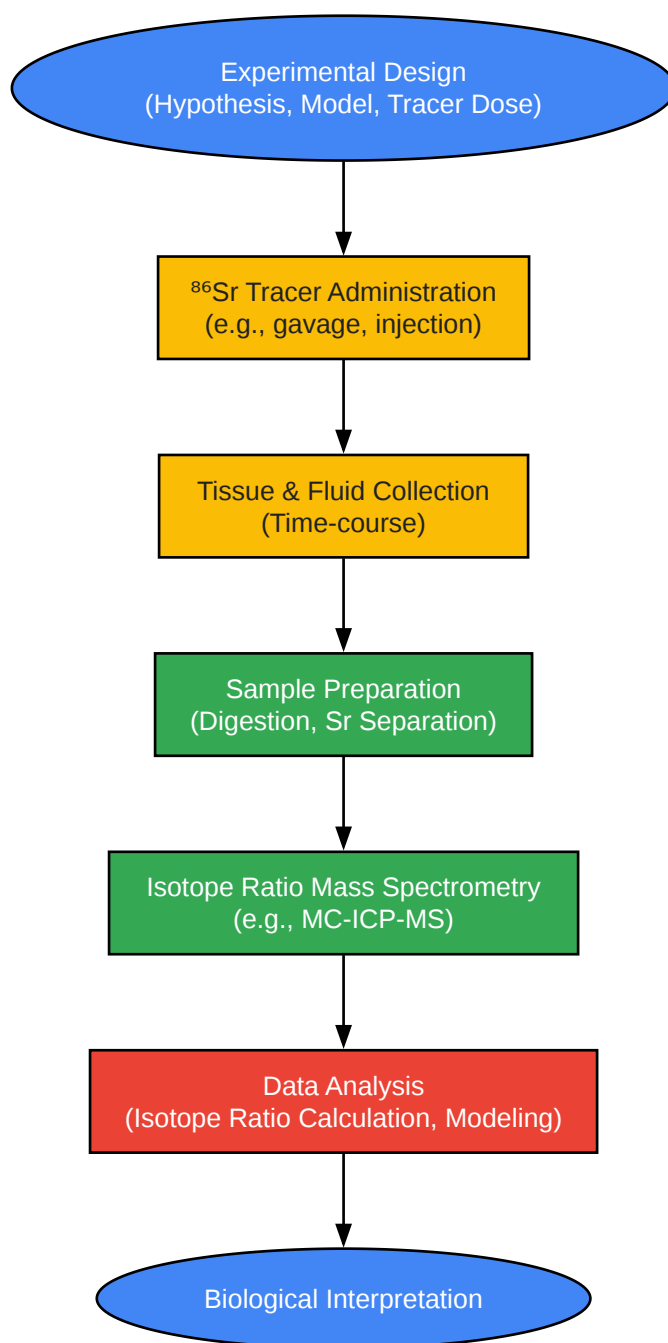 Experimental Design
(Hypothesis, Model, Tracer Dose)
⁸⁶Sr Tracer Administration
(e.g., gavage, injection)
Tissue & Fluid Collection
(Time-course)
Sample Preparation
(Digestion, Sr Separation)
Isotope Ratio Mass Spectrometry
(e.g., MC-ICP-MS)
Data Analysis
(Isotope Ratio Calculation, Modeling)
Biological Interpretation